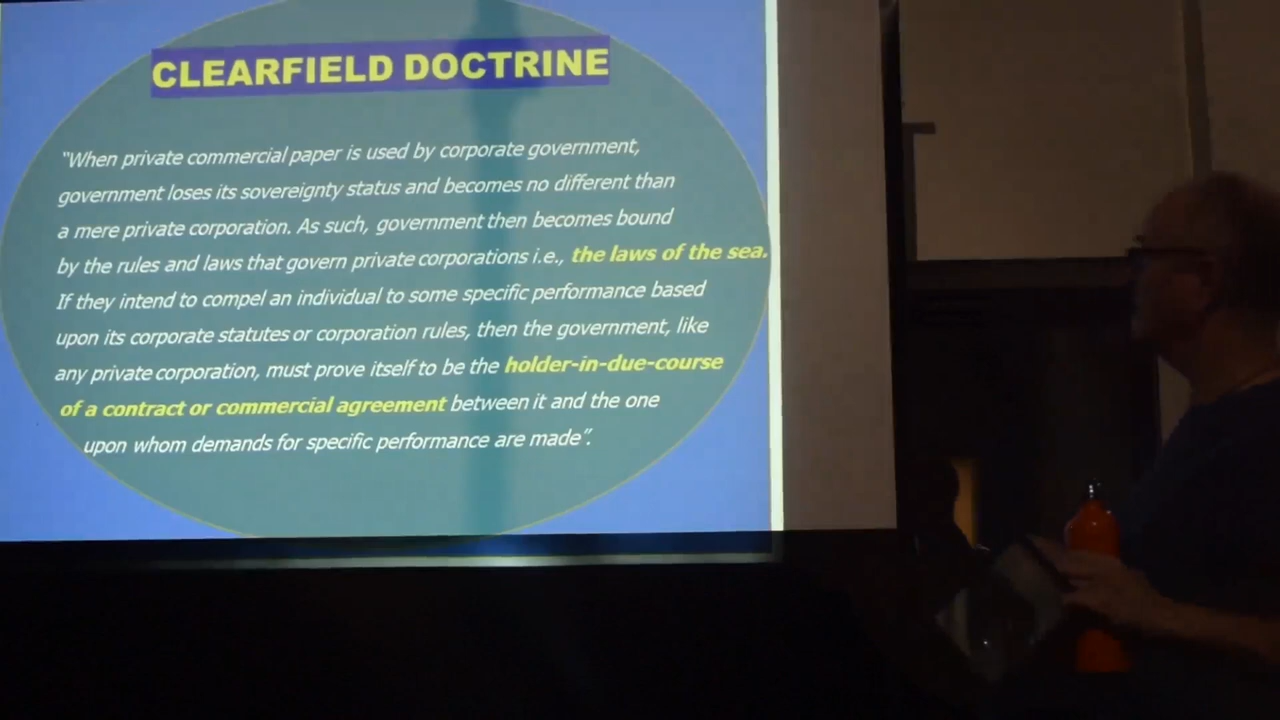 CLEARFIELD DOCTRINE
“When private commercial paper is used by corporate government,
government loses its sovereignty status and becomes no different than
a mere private corporation. As such, government then becomes bound
by the rules and laws that govern private corporations i.e., the laws of the sea.
If they intend to compel an individual to some specific performance based
upon its corporate statutes or corporation rules, then the government, like
any private corporation, must prove itself to be the holder-in-due-course
of a contract or commercial agreement between it and the one
upon whom demands for specific performance are made”.